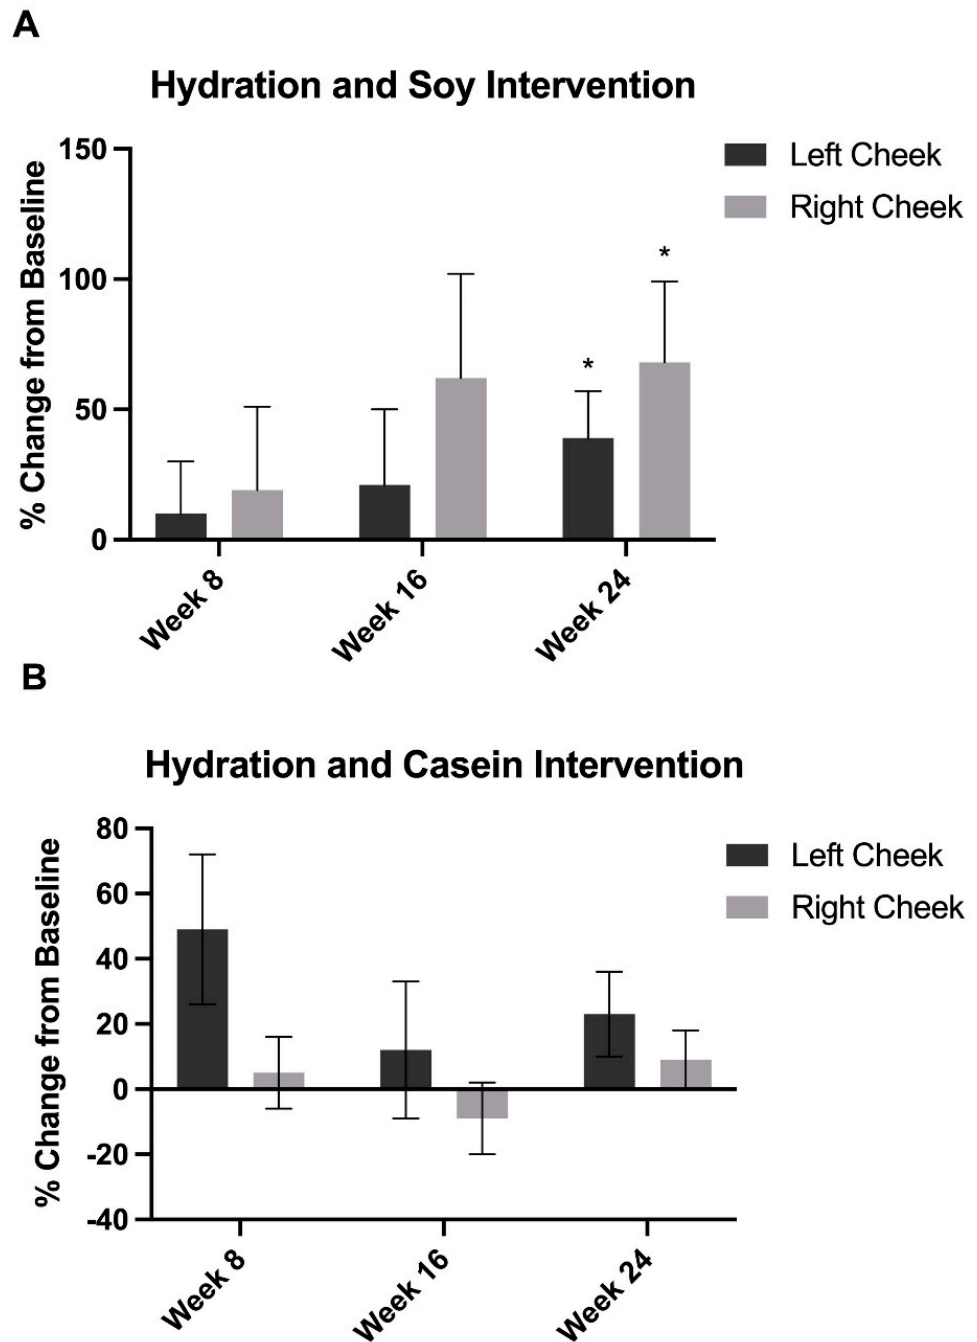 A
Hydration and Soy Intervention
% Change from Baseline
150
100
50
0
*
*
Week 8
Week 16
Week 24
Left Cheek
Right Cheek
B
Hydration and Casein Intervention
% Change from Baseline
80
60
40
20
0
-20
-40
Week 8
Week 16
Week 24
Left Cheek
Right Cheek